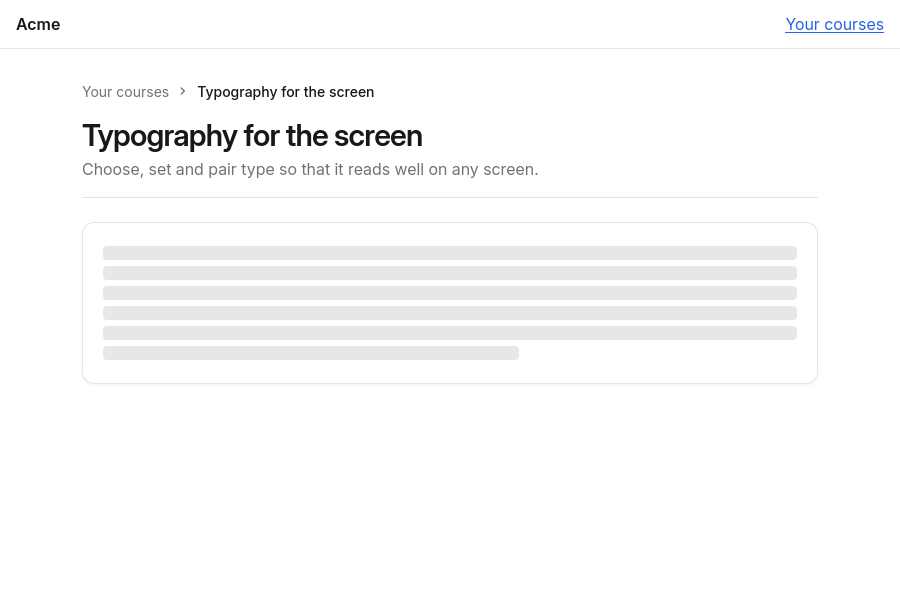 Acme
Your courses
Your courses > Typography for the screen
Typography for the screen
Choose, set and pair type so that it reads well on any screen.